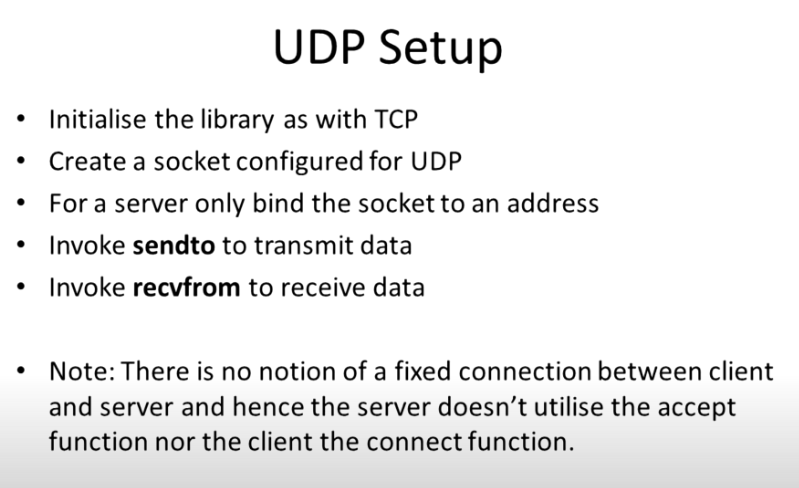 UDP Setup
• Initialise the library as with TCP
• Create a socket configured for UDP
• For a server only bind the socket to an address
• Invoke sendto to transmit data
• Invoke recvfrom to receive data
• Note: There is no notion of a fixed connection between client
and server and hence the server doesn’t utilise the accept
function nor the client the connect function.